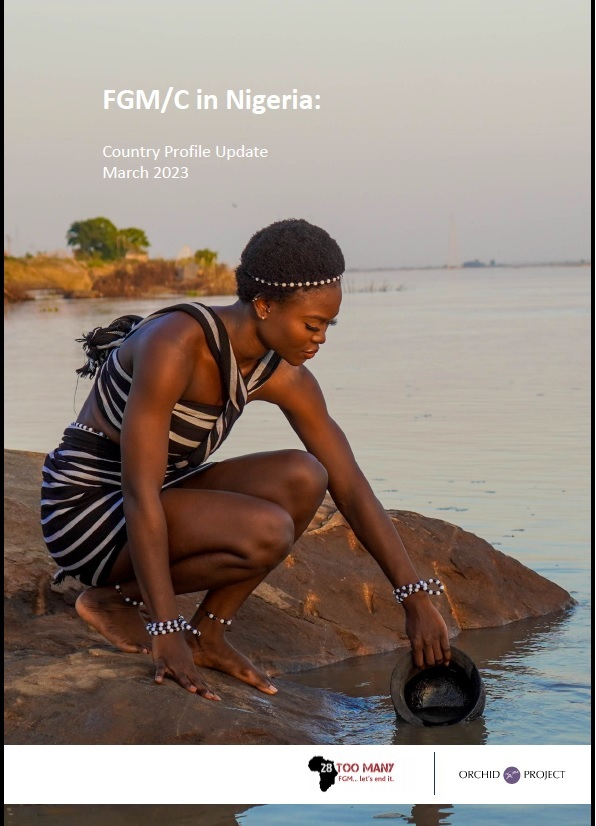 FGM/C in Nigeria:
Country Profile Update
March 2023
28 TOO MANY
FGM... let's end it.
ORCHID PROJECT